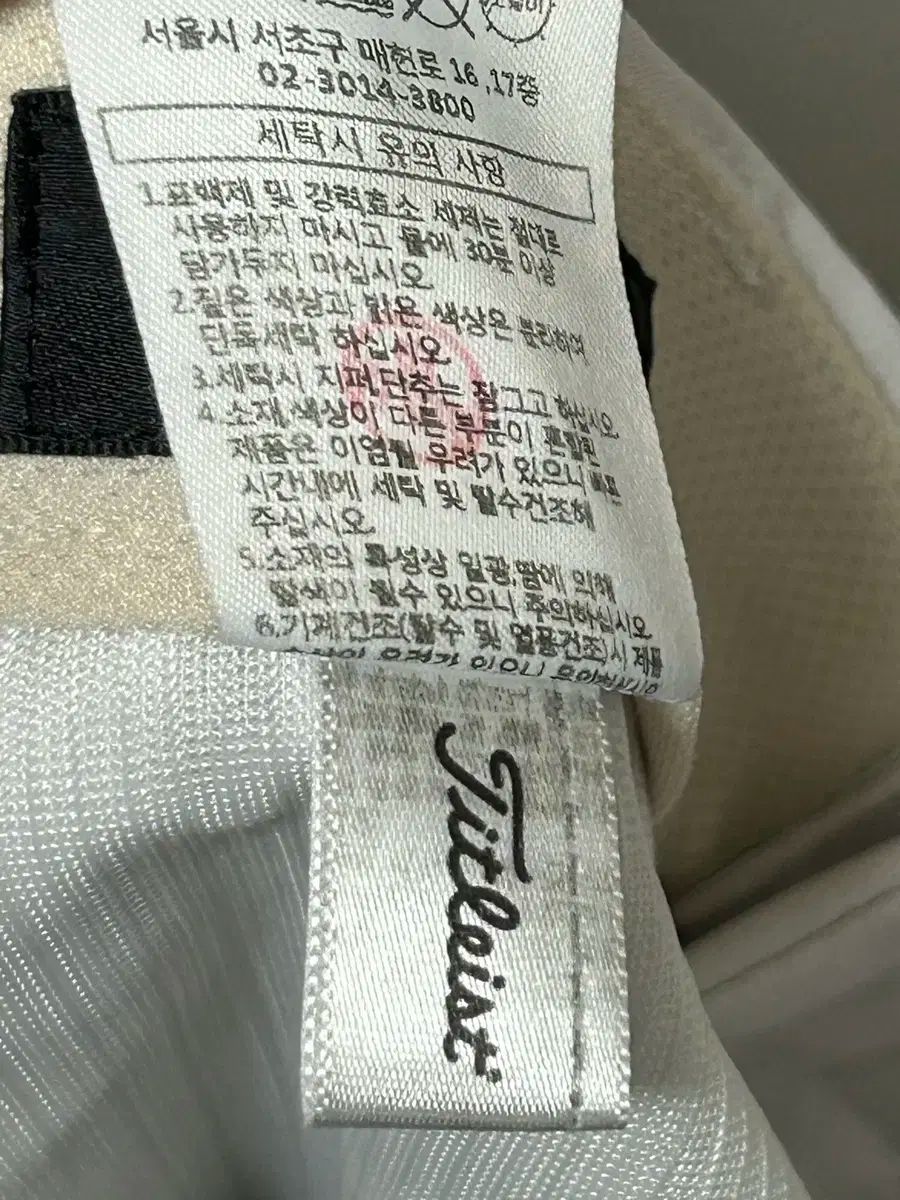 서울시 서초구 매헌로 16 ,17층
02-3014-3800
세탁시 유의 사항
1.표백제 및 강력효소 세제는 절대로
사용하지 마시고 물에 30분 이상
담가두지 마십시오
2.짙은 색상과 맑은 색상은 분리하여
단독세탁 하십시오
3.세탁시 지퍼,단추는 잠그고 하십시오
4.소재,색상이 다른 부분이 콘팔린
제품은 이염될 우려가 있으니 빠른
시간내에 세탁 및 탈수건조해
주십시오.
5.소재의 특성상 일광,땀에 의해
탈색이 될수 있으니 주의하십시오
6.기계건조(탈수 및 열풍건조)시 제품
Titleist